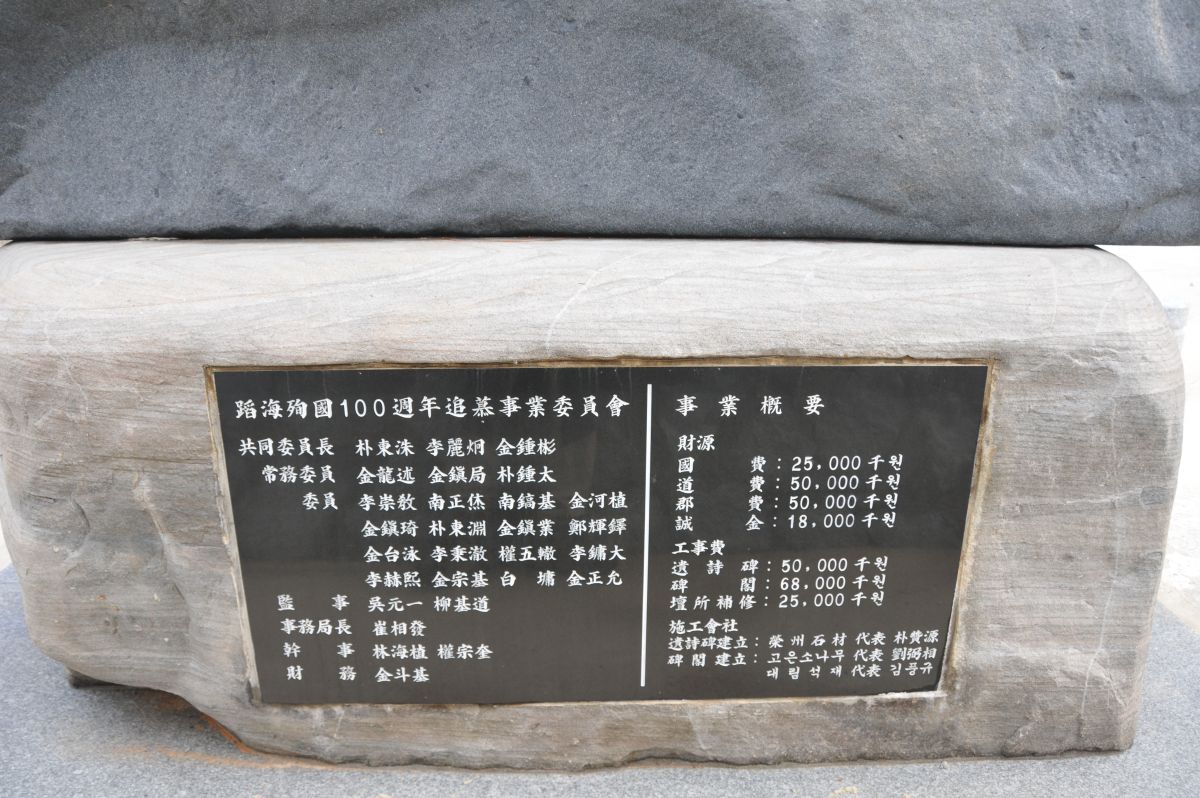 蹈海殉國100週年追慕事業委員會
共同委員長 朴東洙 李麗炯 金鍾彬
常務委員 金龍述 金鎭局 朴鍾太
委員 李崇敎 南正烋 南鎬基 金河植
金鎭琦 朴東淵 金鎭業 鄭輝鐸
金台泳 李秉澈 權五轍 李鏞大
李赫熙 金宗基 白 墉 金正允
監 事 吳元一 柳基道
事務局長 崔相發
幹 事 林海植 權宗奎
財 務 金斗基
事業概要
財源
國 費 : 25,000 千원
道 費 : 50,000 千원
郡 費 : 50,000 千원
誠 金 : 18,000 千원
工事費
遺 詩 碑 : 50,000 千원
碑 閣 : 68,000 千원
壇所補修 : 25,000 千원
施工會社
遺詩碑建立 : 榮州石材 代表 朴贊源
碑閣建立 : 고은소나무 代表 劉弼相
대림석재 代表 김풍규